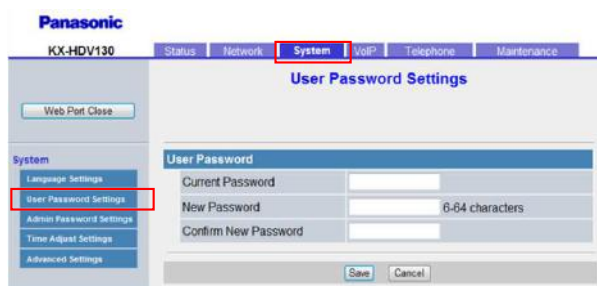 Panasonic
KX-HDV130
Status Network System VoIP Telephone Maintenance
User Password Settings
Web Port Close
System
Language Settings
User Password Settings
Admin Password Settings
Time Adjust Settings
Advanced Settings
User Password
Current Password
New Password 6-64 characters
Confirm New Password
Save Cancel